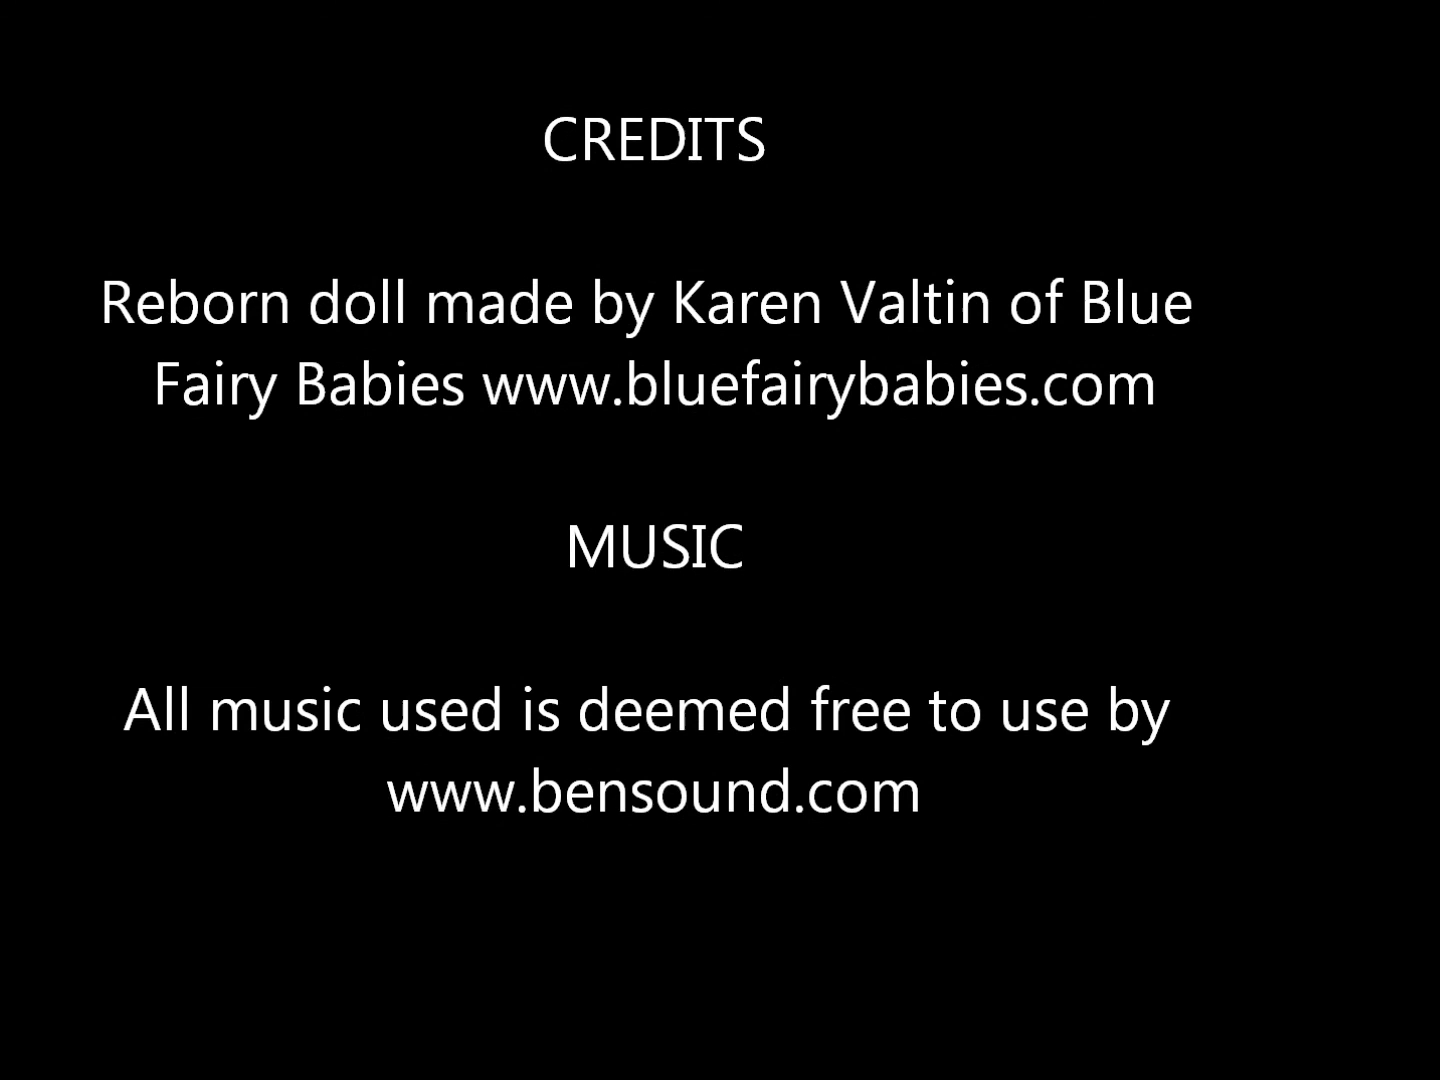 CREDITS
Reborn doll made by Karen Valtin of Blue
Fairy Babies www.bluefairybabies.com
MUSIC
All music used is deemed free to use by
www.bensound.com